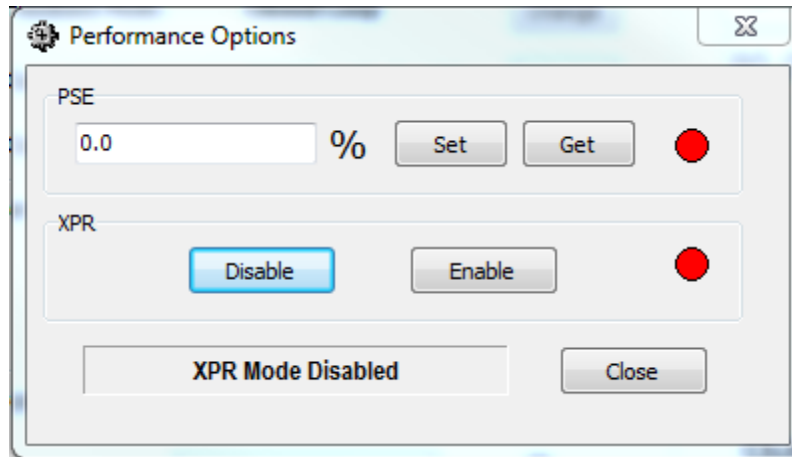 Performance Options
PSE
0.0 % Set Get
XPR
Disable Enable
XPR Mode Disabled Close